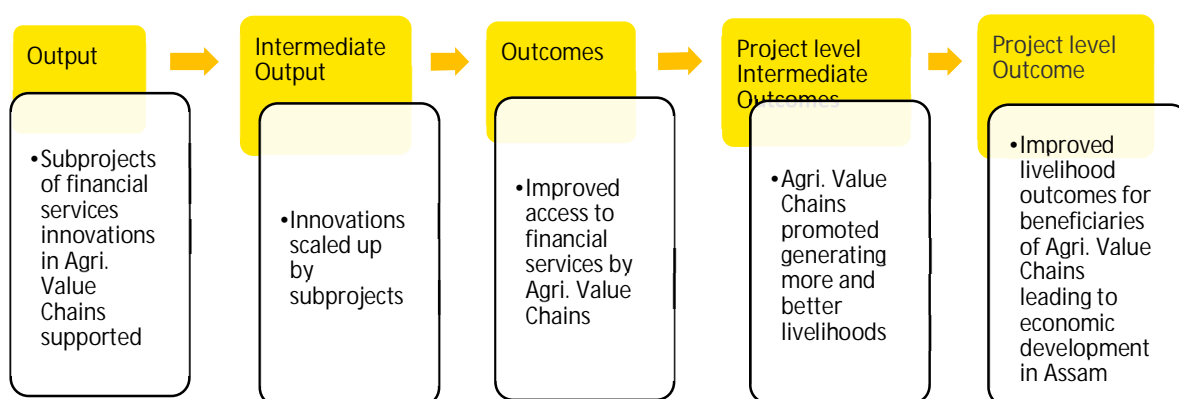 Output
•Subprojects
of financial
services
innovations
in Agri.
Value
Chains
supported
Intermediate
Output
•Innovations
scaled up
by
subprojects
Outcomes
•Improved
access to
financial
services by
Agri. Value
Chains
Project level
Intermediate
Outcomes
•Agri. Value
Chains
promoted
generating
more and
better
livelihoods
Project level
Outcome
•Improved
livelihood
outcomes for
beneficiaries
of Agri. Value
Chains
leading to
economic
development
in Assam